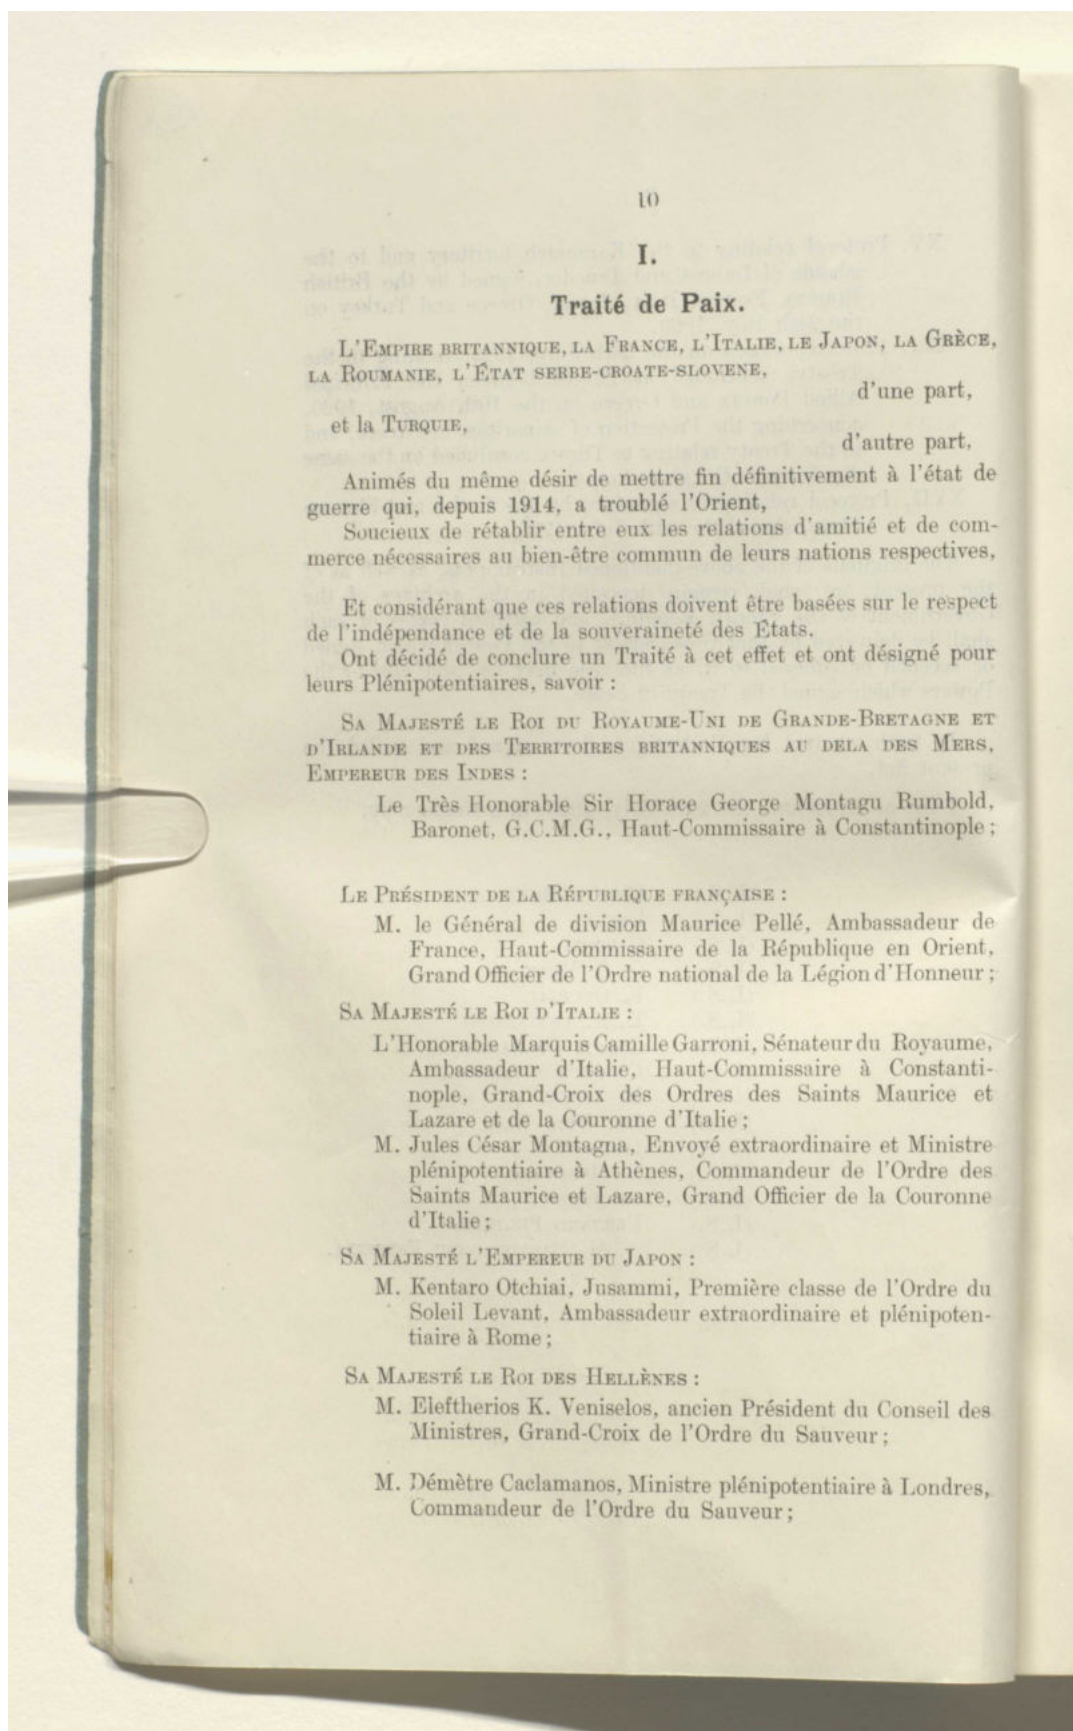 10
I.
Traité de Paix.
L'EMPIRE BRITANNIQUE, LA FRANCE, L'ITALIE, LE JAPON, LA GRÈCE,
LA ROUMANIE, L'ÉTAT SERBE-CROATE-SLOVENE,
d'une part,
et la TURQUIE,
d'autre part,
Animés du même désir de mettre fin définitivement à l'état de
guerre qui, depuis 1914, a troublé l'Orient,
Soucieux de rétablir entre eux les relations d'amitié et de com-
merce nécessaires au bien-être commun de leurs nations respectives,
Et considérant que ces relations doivent être basées sur le respect
de l'indépendance et de la souveraineté des États,
Ont décidé de conclure un Traité à cet effet et ont désigné pour
leurs Plénipotentiaires, savoir :
SA MAJESTÉ LE ROI DU ROYAUME-UNI DE GRANDE-BRETAGNE ET
D'IRLANDE ET DES TERRITOIRES BRITANNIQUES AU DELA DES MERS,
EMPEREUR DES INDES :
Le Très Honorable Sir Horace George Montagu Rumbold,
Baronet, G.C.M.G., Haut-Commissaire à Constantinople ;
LE PRÉSIDENT DE LA RÉPUBLIQUE FRANÇAISE :
M. le Général de division Maurice Pellé, Ambassadeur de
France, Haut-Commissaire de la République en Orient,
Grand Officier de l'Ordre national de la Légion d'Honneur ;
SA MAJESTÉ LE ROI D'ITALIE :
L'Honorable Marquis Camille Garroni, Sénateur du Royaume,
Ambassadeur d'Italie, Haut-Commissaire à Constanti-
nople, Grand-Croix des Ordres des Saints Maurice et
Lazare et de la Couronne d'Italie ;
M. Jules César Montagna, Envoyé extraordinaire et Ministre
plénipotentiaire à Athènes, Commandeur de l'Ordre des
Saints Maurice et Lazare, Grand Officier de la Couronne
d'Italie ;
SA MAJESTÉ L'EMPEREUR DU JAPON :
M. Kentaro Otchiai, Jusammi, Première classe de l'Ordre du
Soleil Levant, Ambassadeur extraordinaire et plénipoten-
tiaire à Rome ;
SA MAJESTÉ LE ROI DES HELLÈNES :
M. Eleftherios K. Veniselos, ancien Président du Conseil des
Ministres, Grand-Croix de l'Ordre du Sauveur ;
M. Démètre Caclamanos, Ministre plénipotentiaire à Londres,
Commandeur de l'Ordre du Sauveur ;